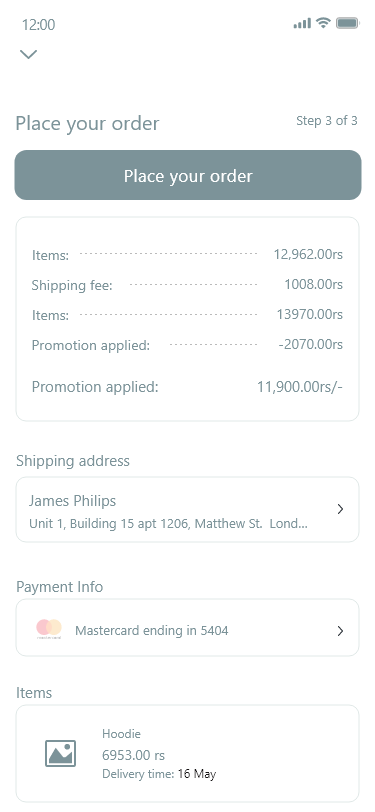 12:00
Place your order
Step 3 of 3
Place your order
Items: 12,962.00rs
Shipping fee: 1008.00rs
Items: 13970.00rs
Promotion applied: -2070.00rs
Promotion applied: 11,900.00rs/-
Shipping address
James Philips
Unit 1, Building 15 apt 1206, Matthew St. Lond...
Payment Info
Mastercard ending in 5404
Items
Hoodie
6953.00 rs
Delivery time: 16 May